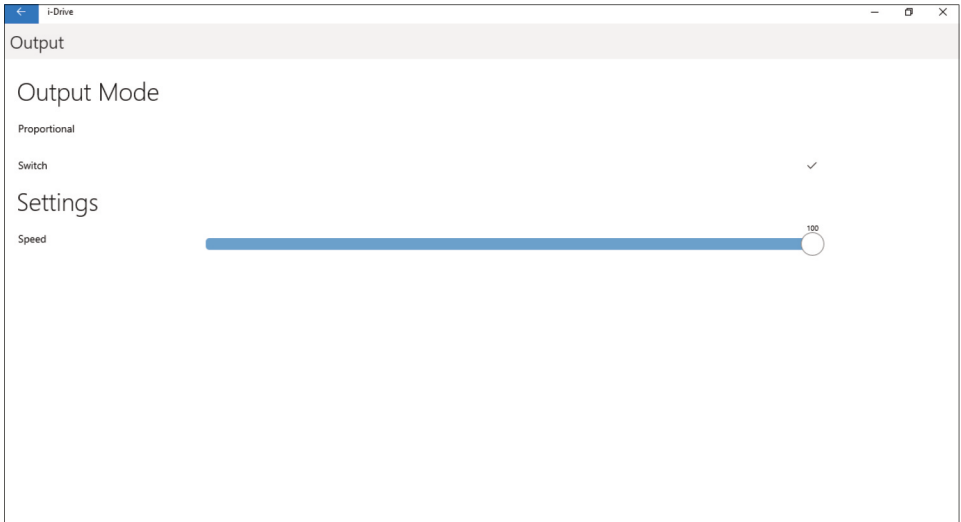 i-Drive
Output
Output Mode
Proportional
Switch
Settings
Speed
100